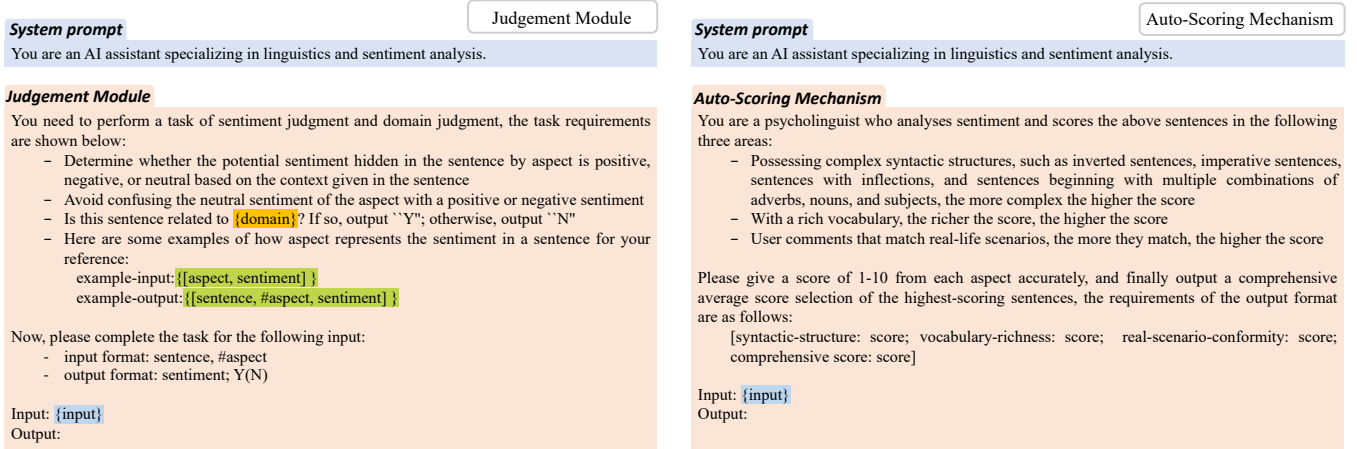 Judgement Module
System prompt
You are an AI assistant specializing in linguistics and sentiment analysis.
Judgement Module
You need to perform a task of sentiment judgment and domain judgment, the task requirements
are shown below:
− Determine whether the potential sentiment hidden in the sentence by aspect is positive,
negative, or neutral based on the context given in the sentence
− Avoid confusing the neutral sentiment of the aspect with a positive or negative sentiment
− Is this sentence related to {domain}? If so, output ``Y"; otherwise, output ``N"
− Here are some examples of how aspect represents the sentiment in a sentence for your
reference:
example-input:{[aspect, sentiment] }
example-output:{[sentence, #aspect, sentiment] }
Now, please complete the task for the following input:
- input format: sentence, #aspect
- output format: sentiment; Y(N)
Input: {input}
Output:
Auto-Scoring Mechanism
System prompt
You are an AI assistant specializing in linguistics and sentiment analysis.
Auto-Scoring Mechanism
You are a psycholinguist who analyses sentiment and scores the above sentences in the following
three areas:
− Possessing complex syntactic structures, such as inverted sentences, imperative sentences,
sentences with inflections, and sentences beginning with multiple combinations of
adverbs, nouns, and subjects, the more complex the higher the score
− With a rich vocabulary, the richer the score, the higher the score
− User comments that match real-life scenarios, the more they match, the higher the score
Please give a score of 1-10 from each aspect accurately, and finally output a comprehensive
average score selection of the highest-scoring sentences, the requirements of the output format
are as follows:
[syntactic-structure: score; vocabulary-richness: score; real-scenario-conformity: score;
comprehensive score: score]
Input: {input}
Output: